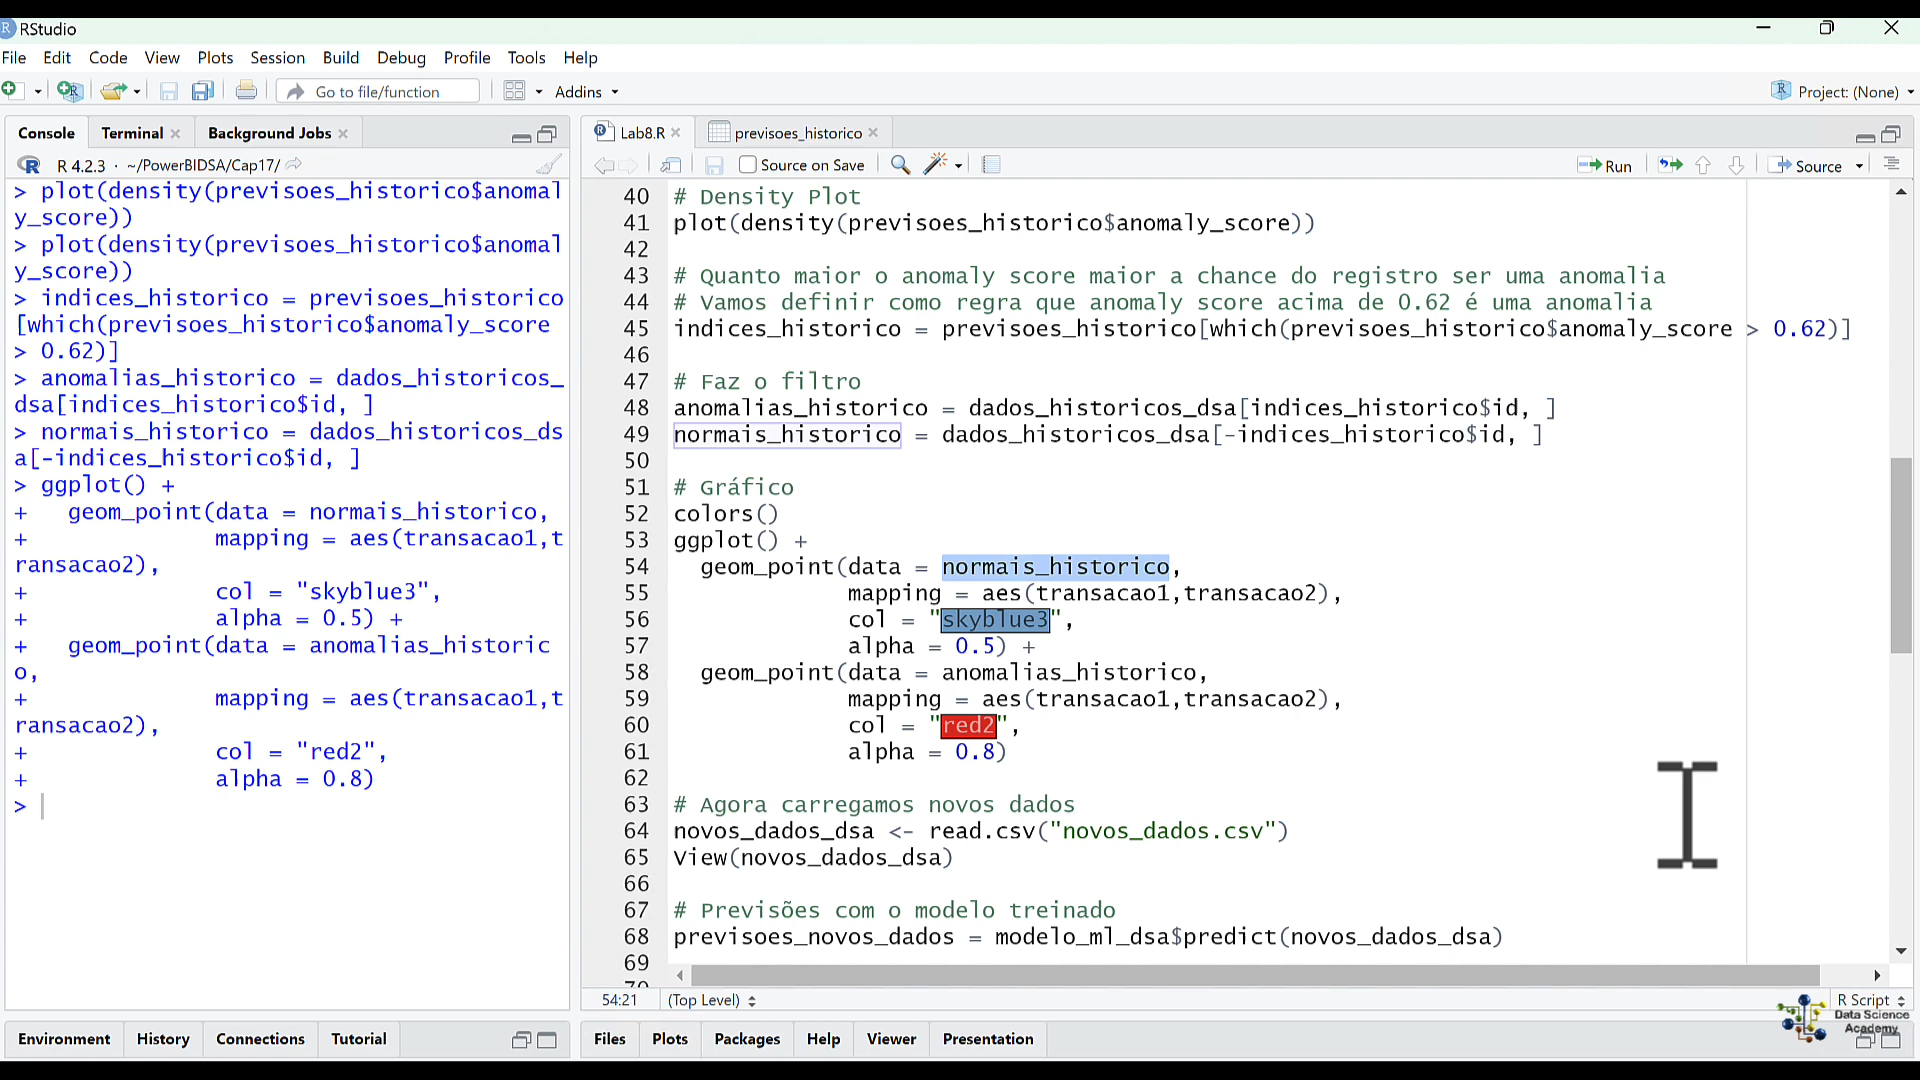 RStudio
File Edit Code View Plots Session Build Debug Profile Tools Help
Go to file/function Addins Project: (None)
Console Terminal Background Jobs
R 4.2.3 · ~/PowerBIDSA/Cap17/
> plot(density(previsoes_historico$anomal
y_score))
> plot(density(previsoes_historico$anomal
y_score))
> indices_historico = previsoes_historico
[which(previsoes_historico$anomaly_score
> 0.62)]
> anomalias_historico = dados_historicos_
dsa[indices_historico$id, ]
> normais_historico = dados_historicos_ds
a[-indices_historico$id, ]
> ggplot() +
+   geom_point(data = normais_historico,
+              mapping = aes(transacao1,t
ransacao2),
+              col = "skyblue3",
+              alpha = 0.5) +
+   geom_point(data = anomalias_historic
o,
+              mapping = aes(transacao1,t
ransacao2),
+              col = "red2",
+              alpha = 0.8)
>
Lab8.R previsoes_historico
Source on Save Run Source
40 # Density Plot
41 plot(density(previsoes_historico$anomaly_score))
42
43 # Quanto maior o anomaly score maior a chance do registro ser uma anomalia
44 # Vamos definir como regra que anomaly score acima de 0.62 é uma anomalia
45 indices_historico = previsoes_historico[which(previsoes_historico$anomaly_score > 0.62)]
46
47 # Faz o filtro
48 anomalias_historico = dados_historicos_dsa[indices_historico$id, ]
49 normais_historico = dados_historicos_dsa[-indices_historico$id, ]
50
51 # Gráfico
52 colors()
53 ggplot() +
54   geom_point(data = normais_historico,
55              mapping = aes(transacao1,transacao2),
56              col = "skyblue3",
57              alpha = 0.5) +
58   geom_point(data = anomalias_historico,
59              mapping = aes(transacao1,transacao2),
60              col = "red2",
61              alpha = 0.8)
62
63 # Agora carregamos novos dados
64 novos_dados_dsa <- read.csv("novos_dados.csv")
65 View(novos_dados_dsa)
66
67 # Previsões com o modelo treinado
68 previsoes_novos_dados = modelo_ml_dsa$predict(novos_dados_dsa)
69
70
54:21 (Top Level) R Script
Data Science
Academy
Environment History Connections Tutorial
Files Plots Packages Help Viewer Presentation